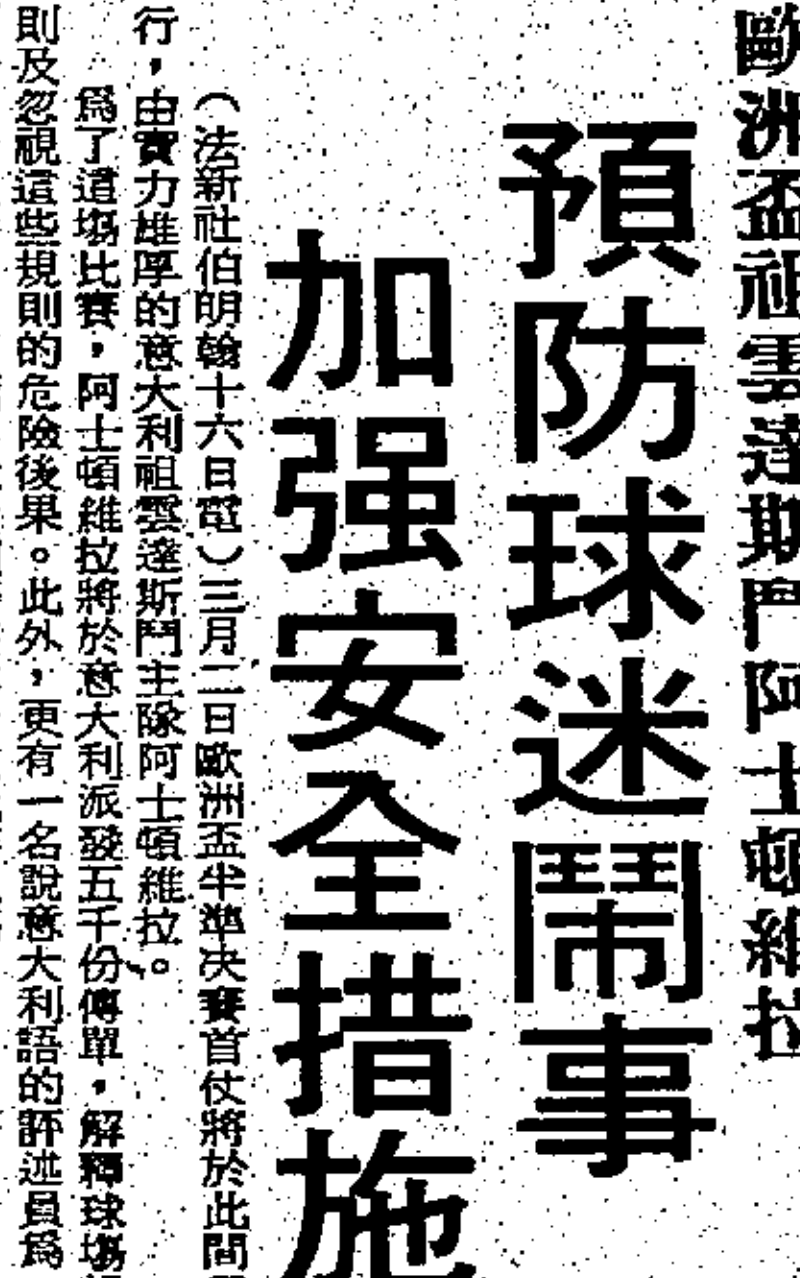 歐洲盃祖雲達斯鬥阿士頓維拉
預防球迷鬧事
加强安全措施
（法新社伯明翰十六日電）三月二日歐洲盃半準决賽首仗將於此間
行，由實力雄厚的意大利祖雲達斯鬥主隊阿士頓維拉。
爲了這塲比賽，阿士頓維拉將於意大利派發五千份傳單，解釋球塲
則及忽視這些規則的危險後果。此外，更有一名說意大利語的評述員爲